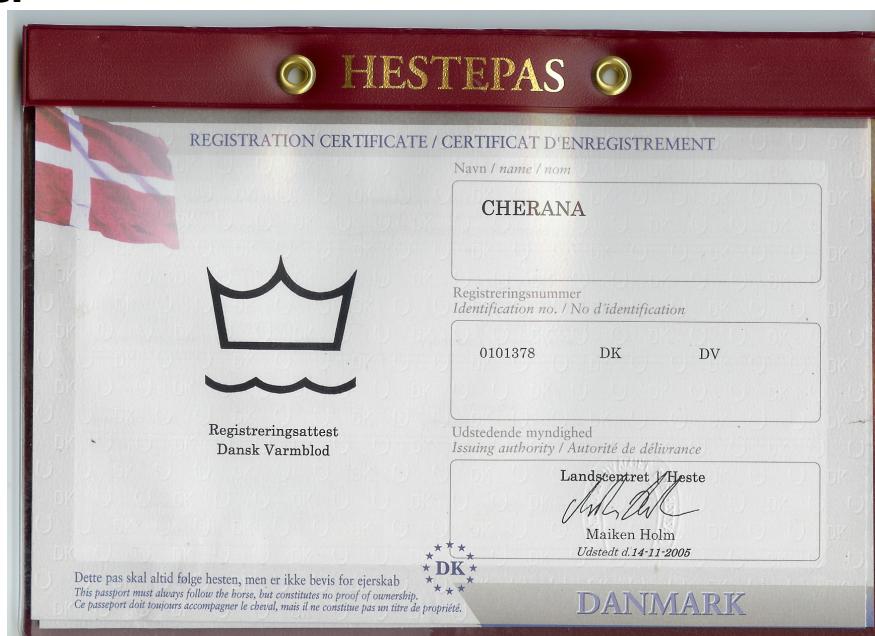 HESTEPAS
REGISTRATION CERTIFICATE / CERTIFICAT D'ENREGISTREMENT
Navn / name / nom
CHERANA
Registreringsnummer
Identification no. / No d'identification
0101378 DK DV
Registreringsattest
Dansk Varmblod
Udstedende myndighed
Issuing authority / Autorité de délivrance
Landscentret | Heste
Maiken Holm
Udstedt d.14-11-2005
DK
Dette pas skal altid følge hesten, men er ikke bevis for ejerskab
This passport must always follow the horse, but constitutes no proof of ownership.
Ce passeport doit toujours accompagner le cheval, mais il ne constitue pas un titre de propriété.
DANMARK